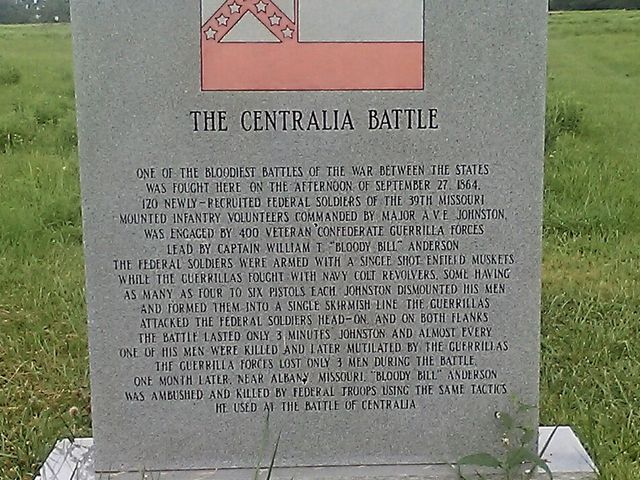 THE CENTRALIA BATTLE
ONE OF THE BLOODIEST BATTLES OF THE WAR BETWEEN THE STATES
WAS FOUGHT HERE ON THE AFTERNOON OF SEPTEMBER 27, 1864.
120 NEWLY-RECRUITED FEDERAL SOLDIERS OF THE 39TH MISSOURI
MOUNTED INFANTRY VOLUNTEERS COMMANDED BY MAJOR A.V.E. JOHNSTON,
WAS ENGAGED BY 400 VETERAN CONFEDERATE GUERRILLA FORCES
LEAD BY CAPTAIN WILLIAM T. "BLOODY BILL" ANDERSON
THE FEDERAL SOLDIERS WERE ARMED WITH A SINGLE SHOT ENFIELD MUSKETS
WHILE THE GUERRILLAS FOUGHT WITH NAVY COLT REVOLVERS, SOME HAVING
AS MANY AS FOUR TO SIX PISTOLS EACH. JOHNSTON DISMOUNTED HIS MEN
AND FORMED THEM INTO A SINGLE SKIRMISH LINE. THE GUERRILLAS
ATTACKED THE FEDERAL SOLDIERS HEAD-ON, AND ON BOTH FLANKS.
THE BATTLE LASTED ONLY 3 MINUTES. JOHNSTON AND ALMOST EVERY
ONE OF HIS MEN WERE KILLED AND LATER MUTILATED BY THE GUERRILLAS.
THE GUERRILLA FORCES LOST ONLY 3 MEN DURING THE BATTLE.
ONE MONTH LATER, NEAR ALBANY, MISSOURI, "BLOODY BILL" ANDERSON
WAS AMBUSHED AND KILLED BY FEDERAL TROOPS USING THE SAME TACTICS
HE USED AT THE BATTLE OF CENTRALIA.